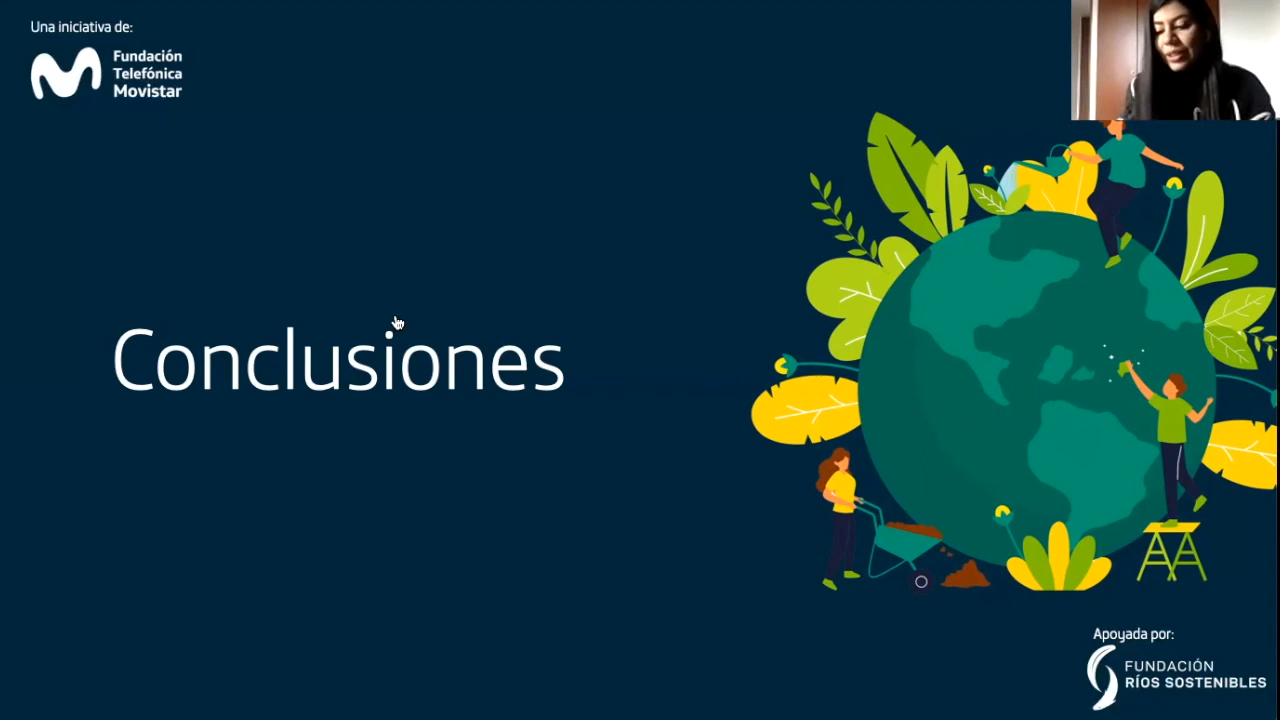 Una iniciativa de:
Fundación
Telefónica
Movistar
Conclusiones
Apoyada por:
FUNDACIÓN
RÍOS SOSTENIBLES